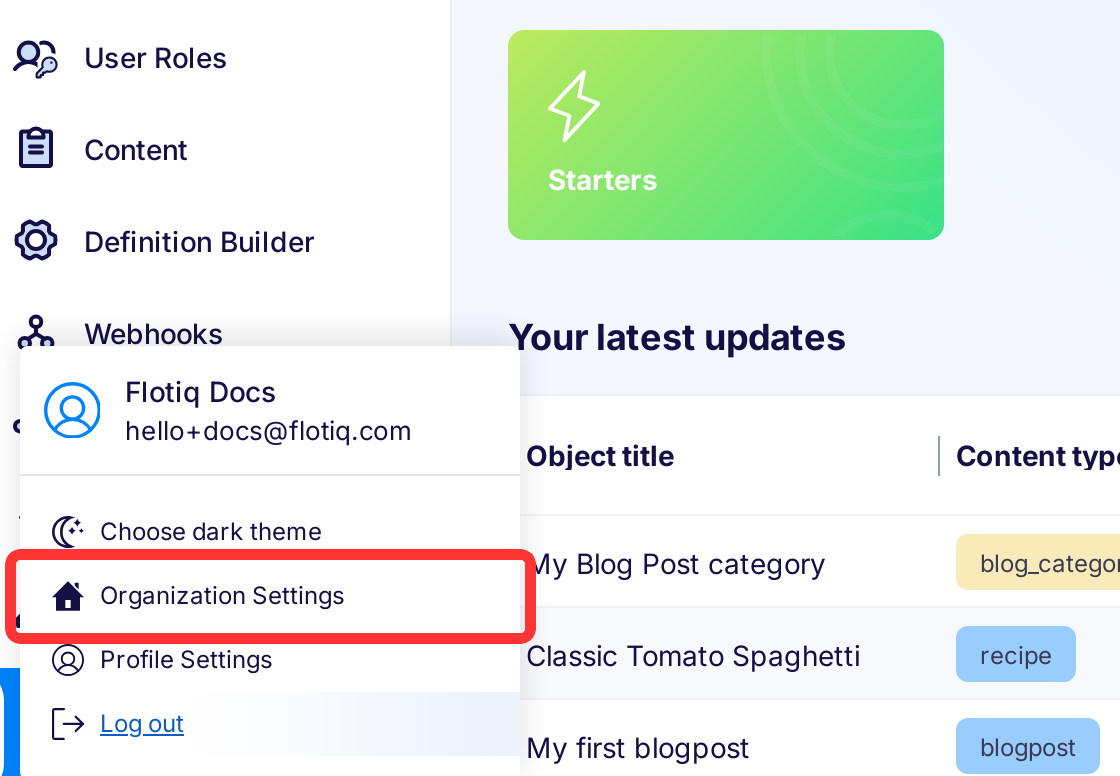 User Roles
Content
Definition Builder
Webhooks
Flotiq Docs
hello+docs@flotiq.com
Choose dark theme
Organization Settings
Profile Settings
Log out
Starters
Your latest updates
Object title
Content type
My Blog Post category
blog_categor
Classic Tomato Spaghetti
recipe
My first blogpost
blogpost